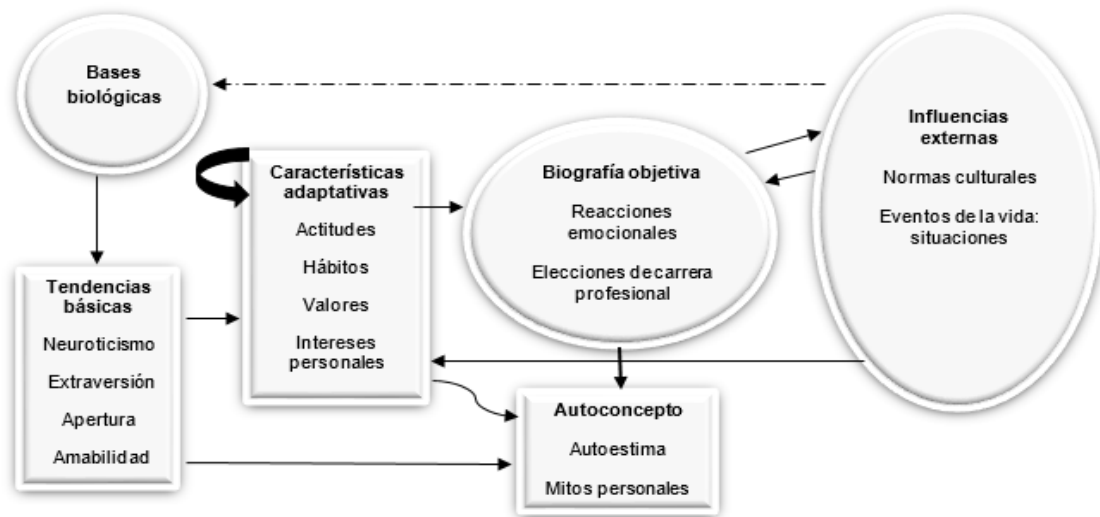 Bases
biológicas
Influencias
externas
Normas culturales
Eventos de la vida:
situaciones
Características
adaptativas
Actitudes
Hábitos
Valores
Intereses
personales
Biografía objetiva
Reacciones
emocionales
Elecciones de carrera
profesional
Tendencias
básicas
Neuroticismo
Extraversión
Apertura
Amabilidad
Autoconcepto
Autoestima
Mitos personales